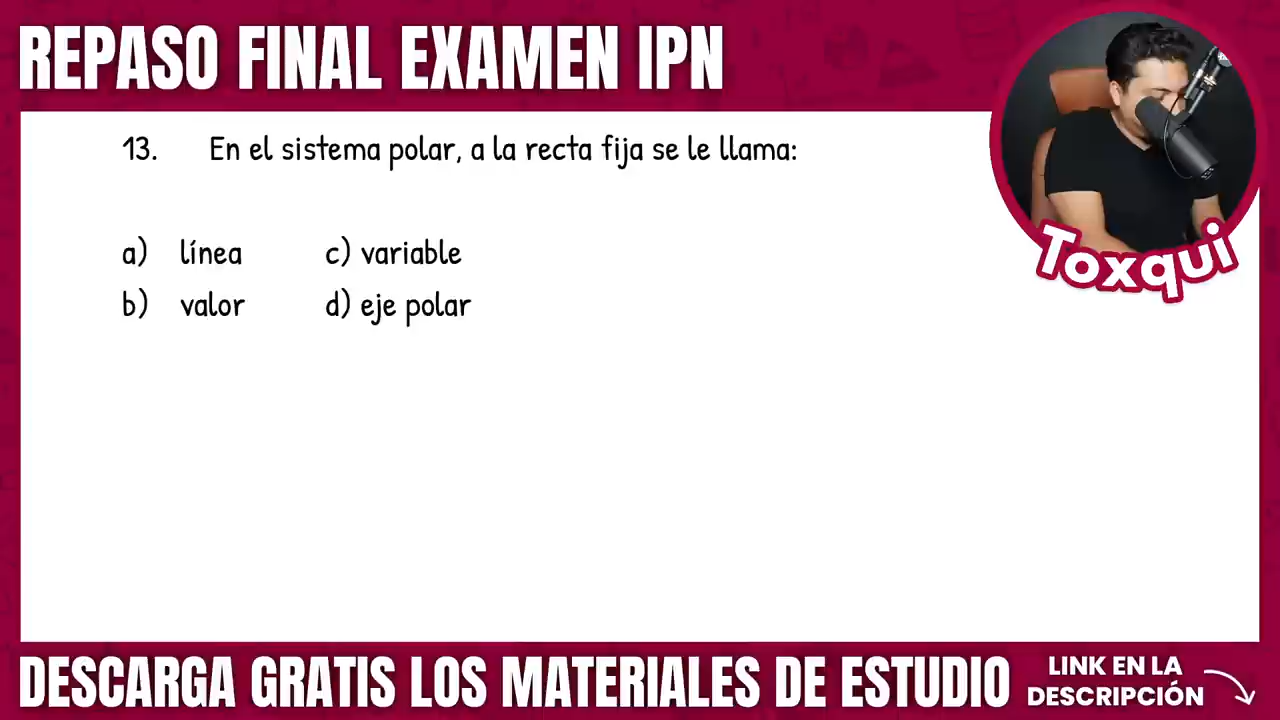 REPASO FINAL EXAMEN IPN
13. En el sistema polar, a la recta fija se le llama:
a) línea c) variable
b) valor d) eje polar
Toxqui
DESCARGA GRATIS LOS MATERIALES DE ESTUDIO
LINK EN LA
DESCRIPCIÓN